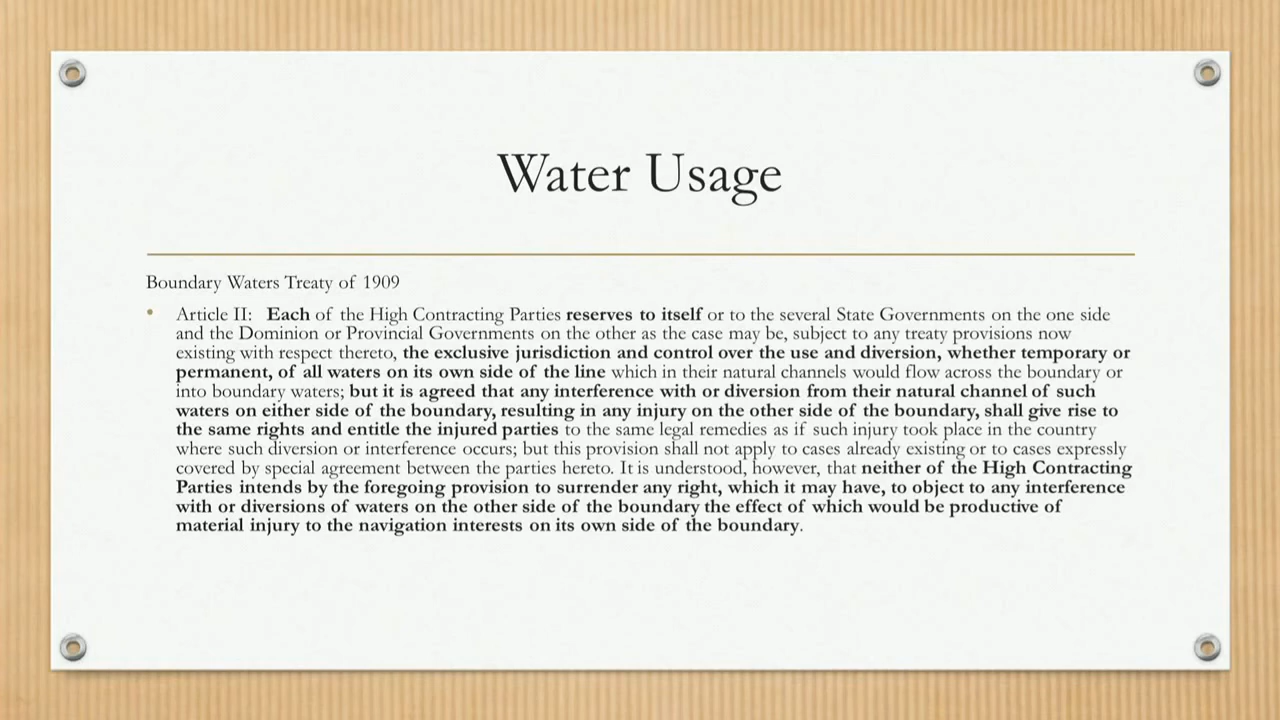 Water Usage
Boundary Waters Treaty of 1909
• Article II:  Each of the High Contracting Parties reserves to itself or to the several State Governments on the one side
and the Dominion or Provincial Governments on the other as the case may be, subject to any treaty provisions now
existing with respect thereto, the exclusive jurisdiction and control over the use and diversion, whether temporary or
permanent, of all waters on its own side of the line which in their natural channels would flow across the boundary or
into boundary waters; but it is agreed that any interference with or diversion from their natural channel of such
waters on either side of the boundary, resulting in any injury on the other side of the boundary, shall give rise to
the same rights and entitle the injured parties to the same legal remedies as if such injury took place in the country
where such diversion or interference occurs; but this provision shall not apply to cases already existing or to cases expressly
covered by special agreement between the parties hereto. It is understood, however, that neither of the High Contracting
Parties intends by the foregoing provision to surrender any right, which it may have, to object to any interference
with or diversions of waters on the other side of the boundary the effect of which would be productive of
material injury to the navigation interests on its own side of the boundary.